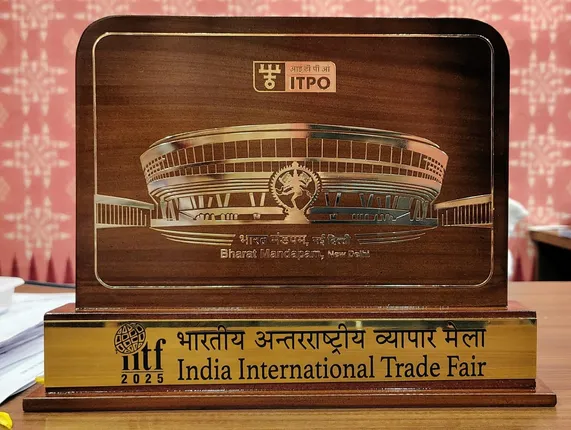 आई टी पी ओ
ITPO
भारत मंडपम, नई दिल्ली
Bharat Mandapam, New Delhi
iitf
2025
भारतीय अन्तरराष्ट्रीय व्यापार मेला
India International Trade Fair